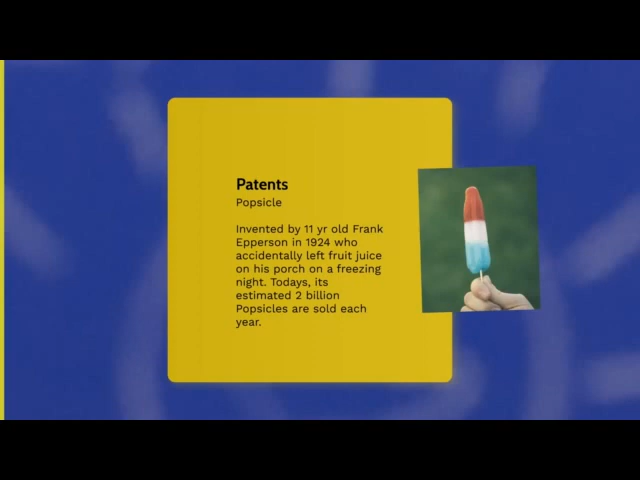 Patents
Popsicle
Invented by 11 yr old Frank
Epperson in 1924 who
accidentally left fruit juice
on his porch on a freezing
night. Todays, its
estimated 2 billion
Popsicles are sold each
year.